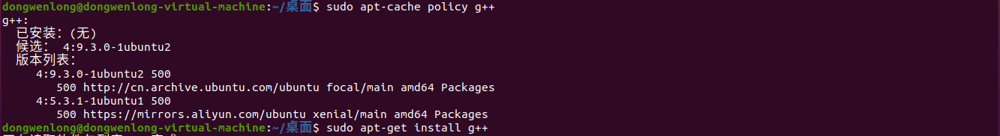 dongwenlong@dongwenlong-virtual-machine:~/桌面$ sudo apt-cache policy g++
g++:
  已安装：(无)
  候选： 4:9.3.0-1ubuntu2
  版本列表：
     4:9.3.0-1ubuntu2 500
        500 http://cn.archive.ubuntu.com/ubuntu focal/main amd64 Packages
     4:5.3.1-1ubuntu1 500
        500 https://mirrors.aliyun.com/ubuntu xenial/main amd64 Packages
dongwenlong@dongwenlong-virtual-machine:~/桌面$ sudo apt-get install g++